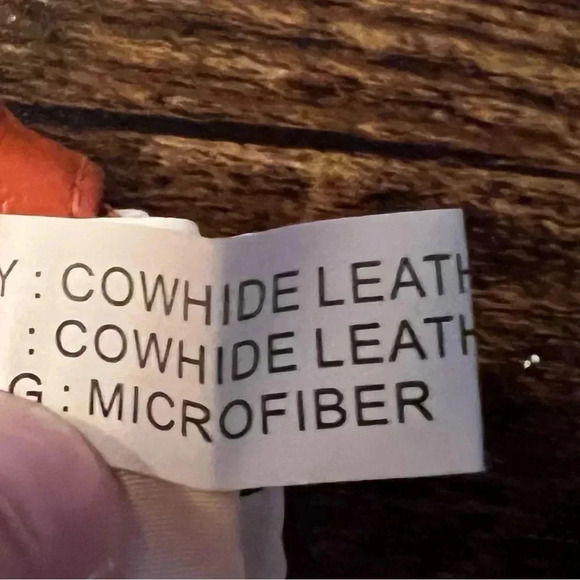 Y : COWHIDE LEATH
: COWHIDE LEATH
G : MICROFIBER